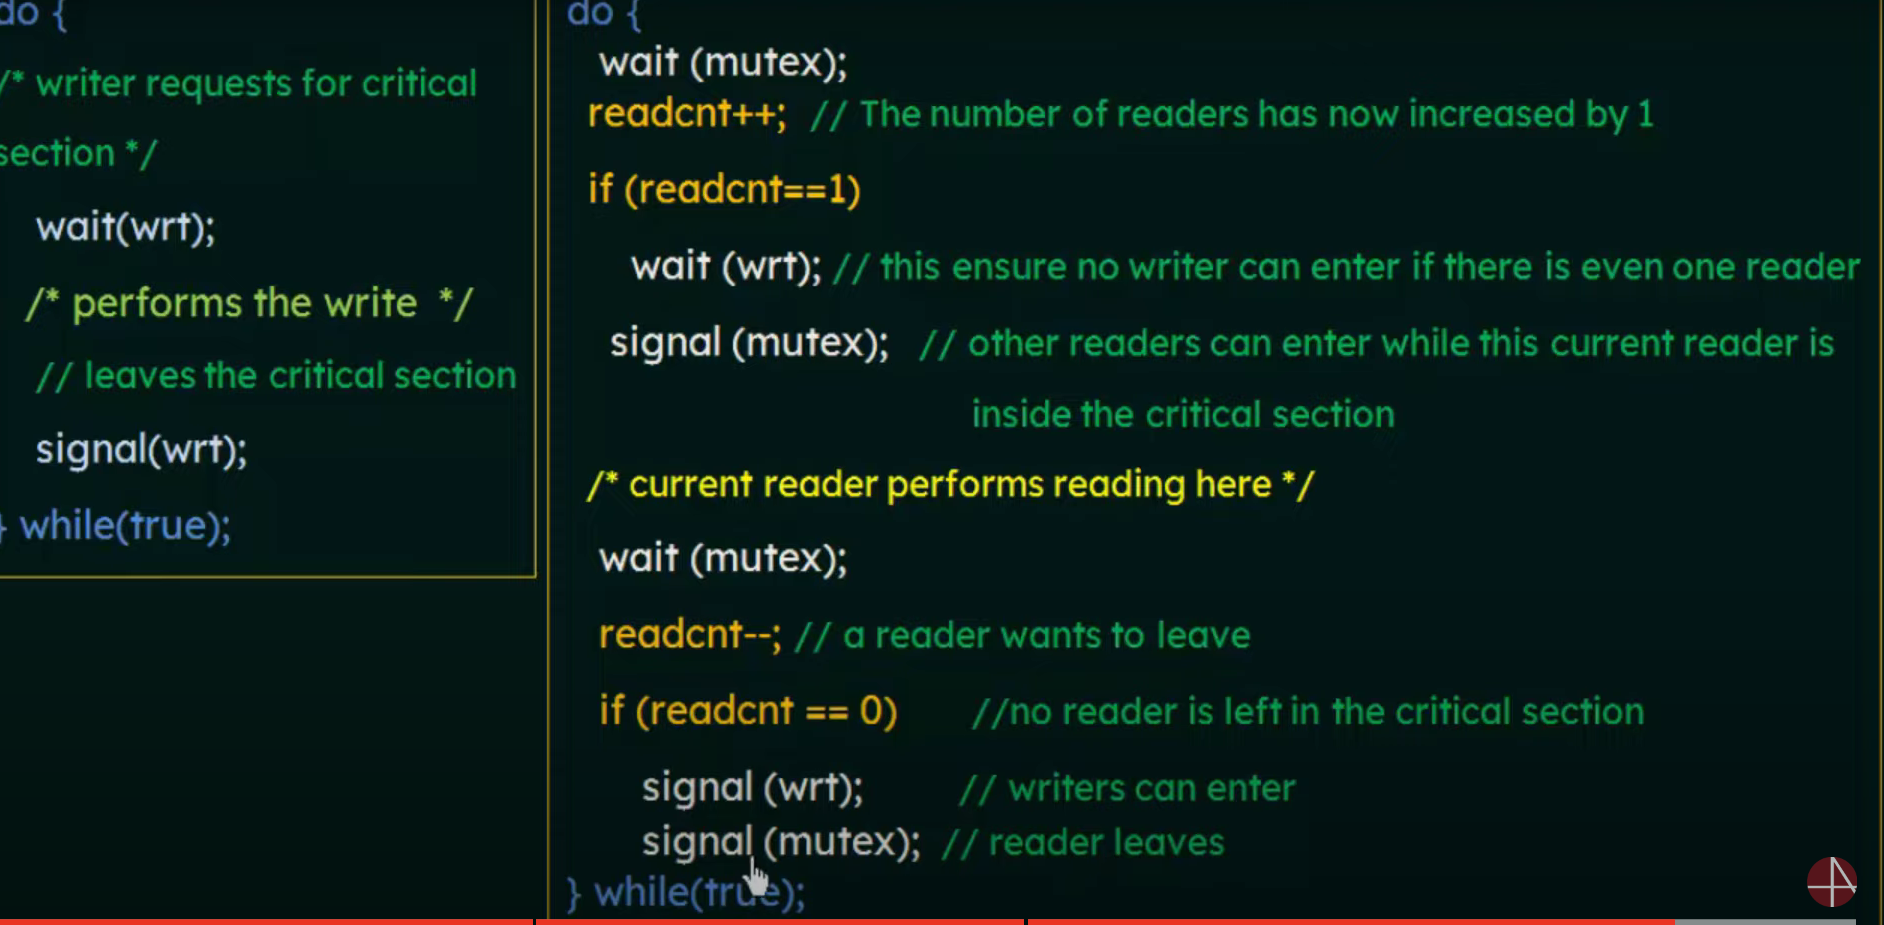 do {
/* writer requests for critical
section */
wait(wrt);
/* performs the write */
// leaves the critical section
signal(wrt);
} while(true);
do {
wait (mutex);
readcnt++; // The number of readers has now increased by 1
if (readcnt==1)
wait (wrt); // this ensure no writer can enter if there is even one reader
signal (mutex); // other readers can enter while this current reader is
inside the critical section
/* current reader performs reading here */
wait (mutex);
readcnt--; // a reader wants to leave
if (readcnt == 0) //no reader is left in the critical section
signal (wrt); // writers can enter
signal (mutex); // reader leaves
} while(true);